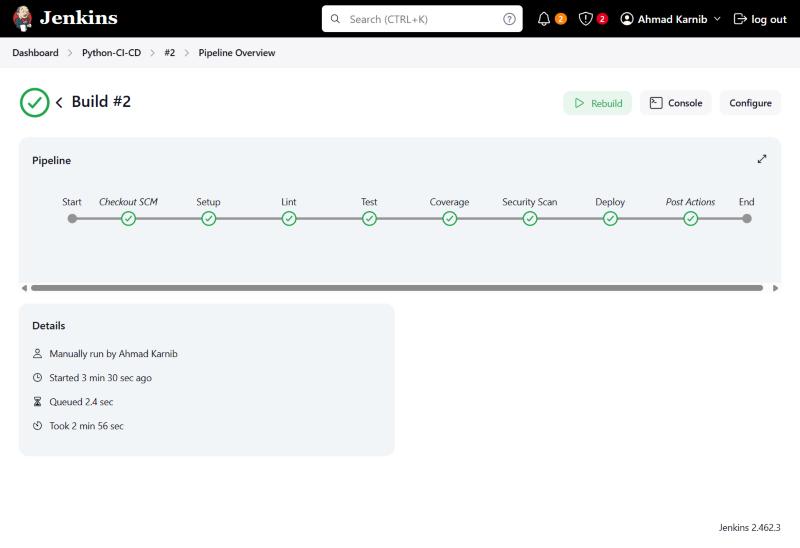 Jenkins
Search (CTRL+K)
2
2
Ahmad Karnib
log out
Dashboard
Python-CI-CD
#2
Pipeline Overview
Build #2
Rebuild
Console
Configure
Pipeline
Start Checkout SCM Setup Lint Test Coverage Security Scan Deploy Post Actions End
Details
Manually run by Ahmad Karnib
Started 3 min 30 sec ago
Queued 2.4 sec
Took 2 min 56 sec
Jenkins 2.462.3